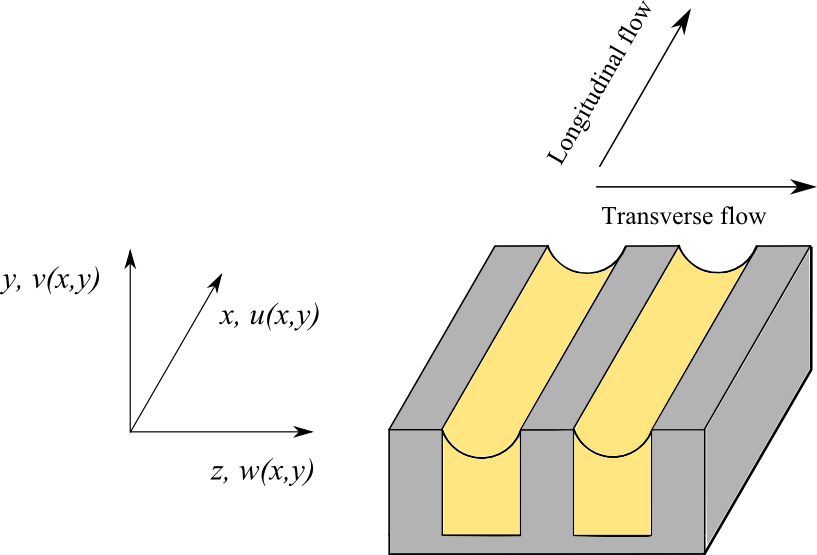 Longitudinal flow
Transverse flow
y, v(x,y)
x, u(x,y)
z, w(x,y)